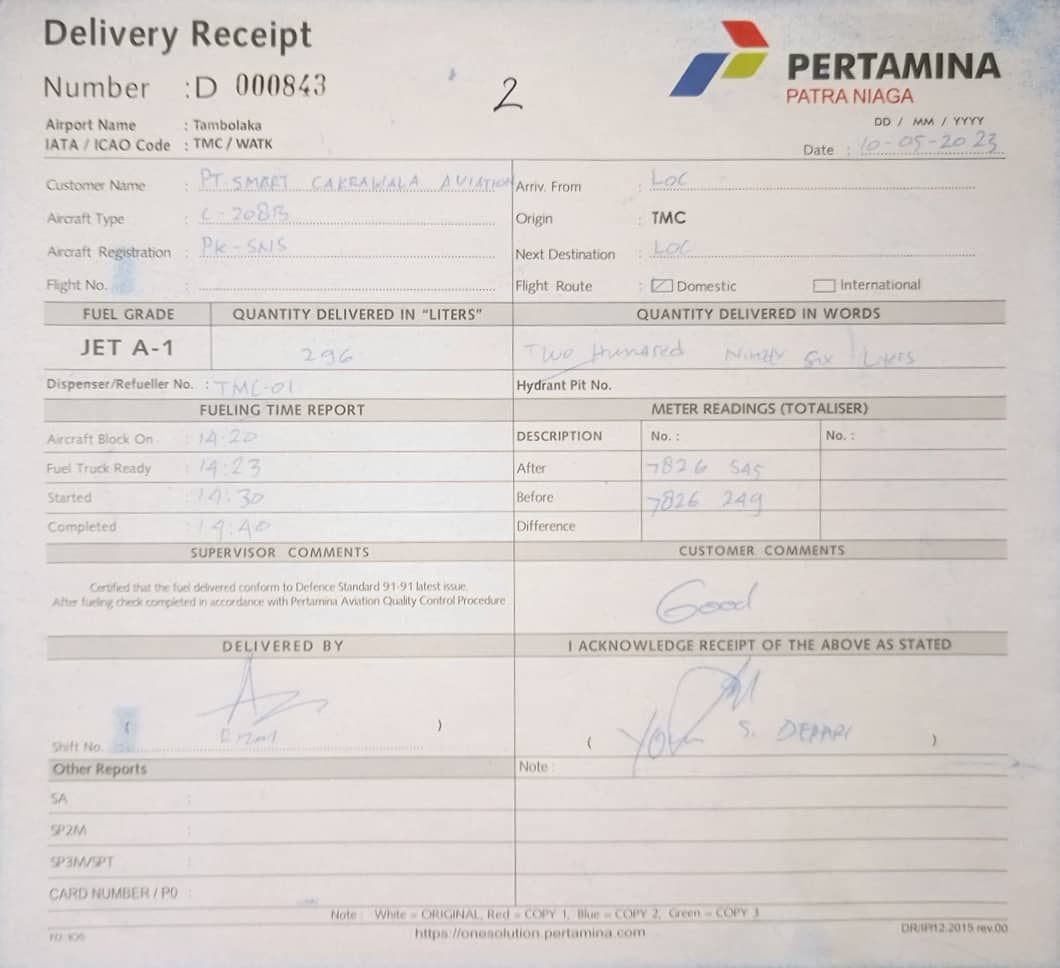 Delivery Receipt
Number :D 000843
2
PERTAMINA
PATRA NIAGA
Airport Name : Tambolaka
IATA / ICAO Code : TMC / WATK
DD / MM / YYYY
Date : 10-05-2023
Customer Name : PT. SMART CAKRAWALA AVIATION
Arriv. From : LOC
Aircraft Type : C-208B
Origin : TMC
Aircraft Registration : PK-SNS
Next Destination : LOC
Flight No. :
Flight Route : Domestic International
FUEL GRADE QUANTITY DELIVERED IN "LITERS" QUANTITY DELIVERED IN WORDS
JET A-1 296 Two Hundred Ninety Six Liters
Dispenser/Refueller No. : TMC-01 Hydrant Pit No.
FUELING TIME REPORT METER READINGS (TOTALISER)
Aircraft Block On : 14.20 DESCRIPTION No. : No. :
Fuel Truck Ready : 14:23 After 7826 545
Started : 14:30 Before 7826 249
Completed : 14:40 Difference
SUPERVISOR COMMENTS CUSTOMER COMMENTS
Certified that the fuel delivered conform to Defence Standard 91-91 latest issue.
After fueling check completed in accordance with Pertamina Aviation Quality Control Procedure
Good
DELIVERED BY I ACKNOWLEDGE RECEIPT OF THE ABOVE AS STATED
( )
( S. DEPARI )
Shift No.
Other Reports Note :
SA :
SP2M :
SP3M/SPT :
CARD NUMBER / PO :
Note : White = ORIGINAL, Red = COPY 1, Blue = COPY 2, Green = COPY 3
https://onesolution.pertamina.com
DR/IP/12.2015 rev.00